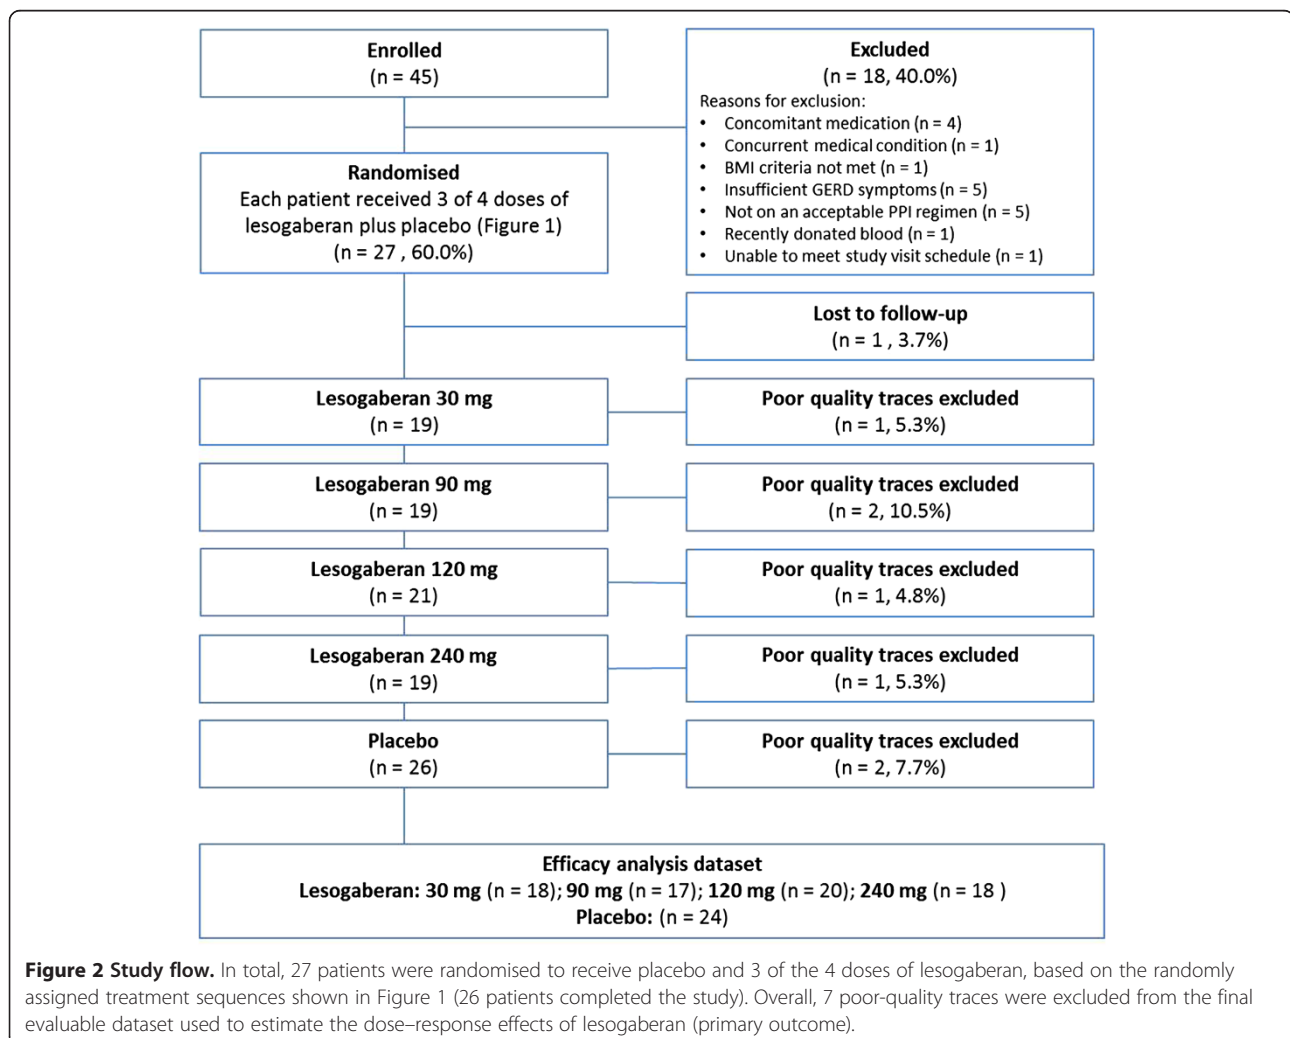 Enrolled
(n = 45)
Excluded
(n = 18, 40.0%)
Reasons for exclusion:
• Concomitant medication (n = 4)
• Concurrent medical condition (n = 1)
• BMI criteria not met (n = 1)
• Insufficient GERD symptoms (n = 5)
• Not on an acceptable PPI regimen (n = 5)
• Recently donated blood (n = 1)
• Unable to meet study visit schedule (n = 1)
Randomised
Each patient received 3 of 4 doses of
lesogaberan plus placebo (Figure 1)
(n = 27 , 60.0%)
Lost to follow-up
(n = 1 , 3.7%)
Lesogaberan 30 mg
(n = 19)
Poor quality traces excluded
(n = 1, 5.3%)
Lesogaberan 90 mg
(n = 19)
Poor quality traces excluded
(n = 2, 10.5%)
Lesogaberan 120 mg
(n = 21)
Poor quality traces excluded
(n = 1, 4.8%)
Lesogaberan 240 mg
(n = 19)
Poor quality traces excluded
(n = 1, 5.3%)
Placebo
(n = 26)
Poor quality traces excluded
(n = 2, 7.7%)
Efficacy analysis dataset
Lesogaberan: 30 mg (n = 18); 90 mg (n = 17); 120 mg (n = 20); 240 mg (n = 18 )
Placebo: (n = 24)
Figure 2 Study flow. In total, 27 patients were randomised to receive placebo and 3 of the 4 doses of lesogaberan, based on the randomly
assigned treatment sequences shown in Figure 1 (26 patients completed the study). Overall, 7 poor-quality traces were excluded from the final
evaluable dataset used to estimate the dose–response effects of lesogaberan (primary outcome).